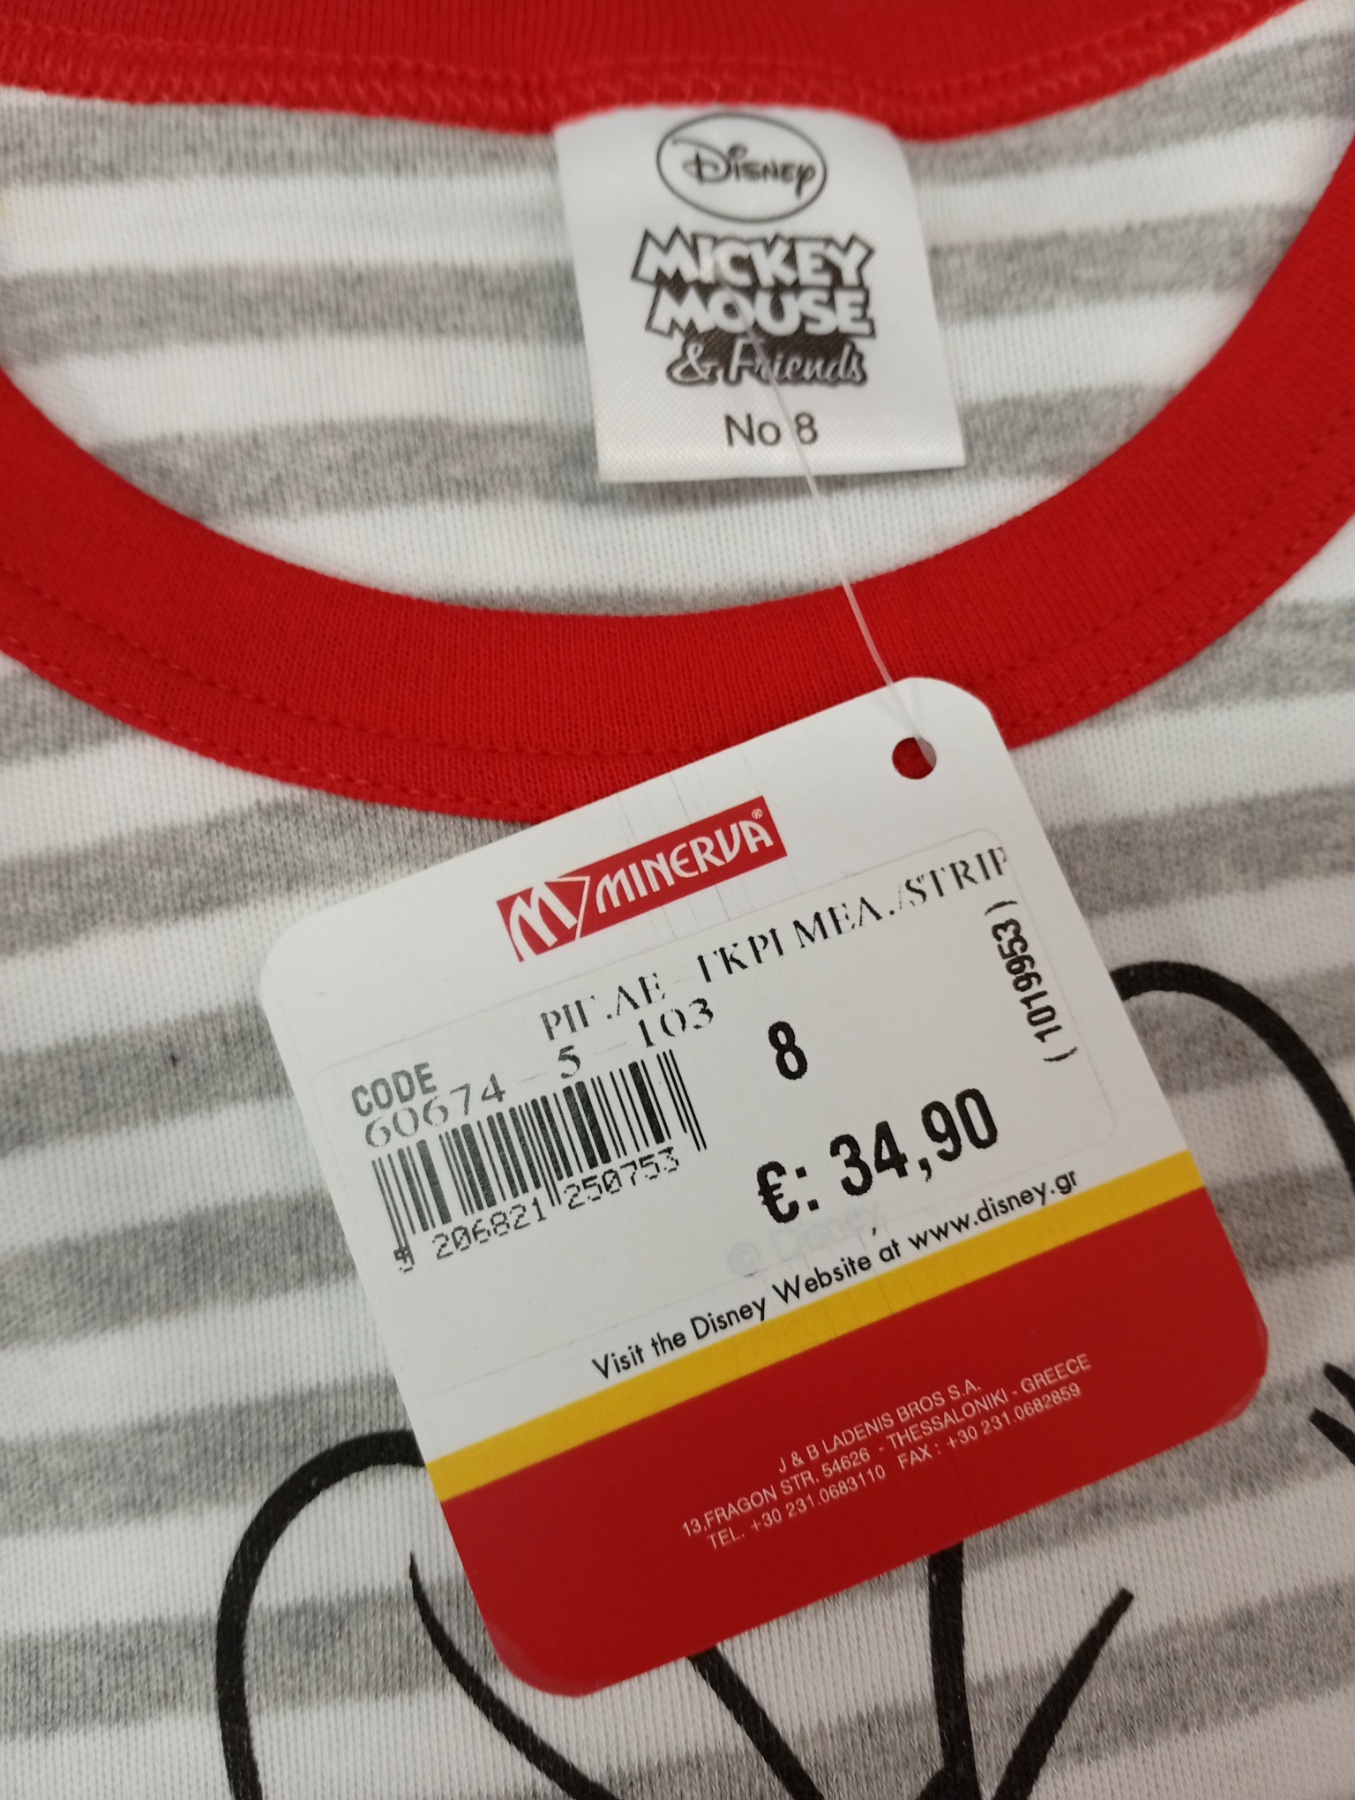 Disney
MICKEY
MOUSE
& Friends
No 8
MINERVA®
ΡΙΓ.ΛΕ - ΓΚΡΙ ΜΕΛ./STRIP
CODE
60674 - 5 - 103
8
( 1019953 )
€: 34,90
5 206821 250753
© Disney
Visit the Disney Website at www.disney.gr
J & B LADENIS BROS S.A.
13,FRAGON STR. 54626 - THESSALONIKI - GREECE
TEL. +30 231.0683110 FAX : +30 231.0682859